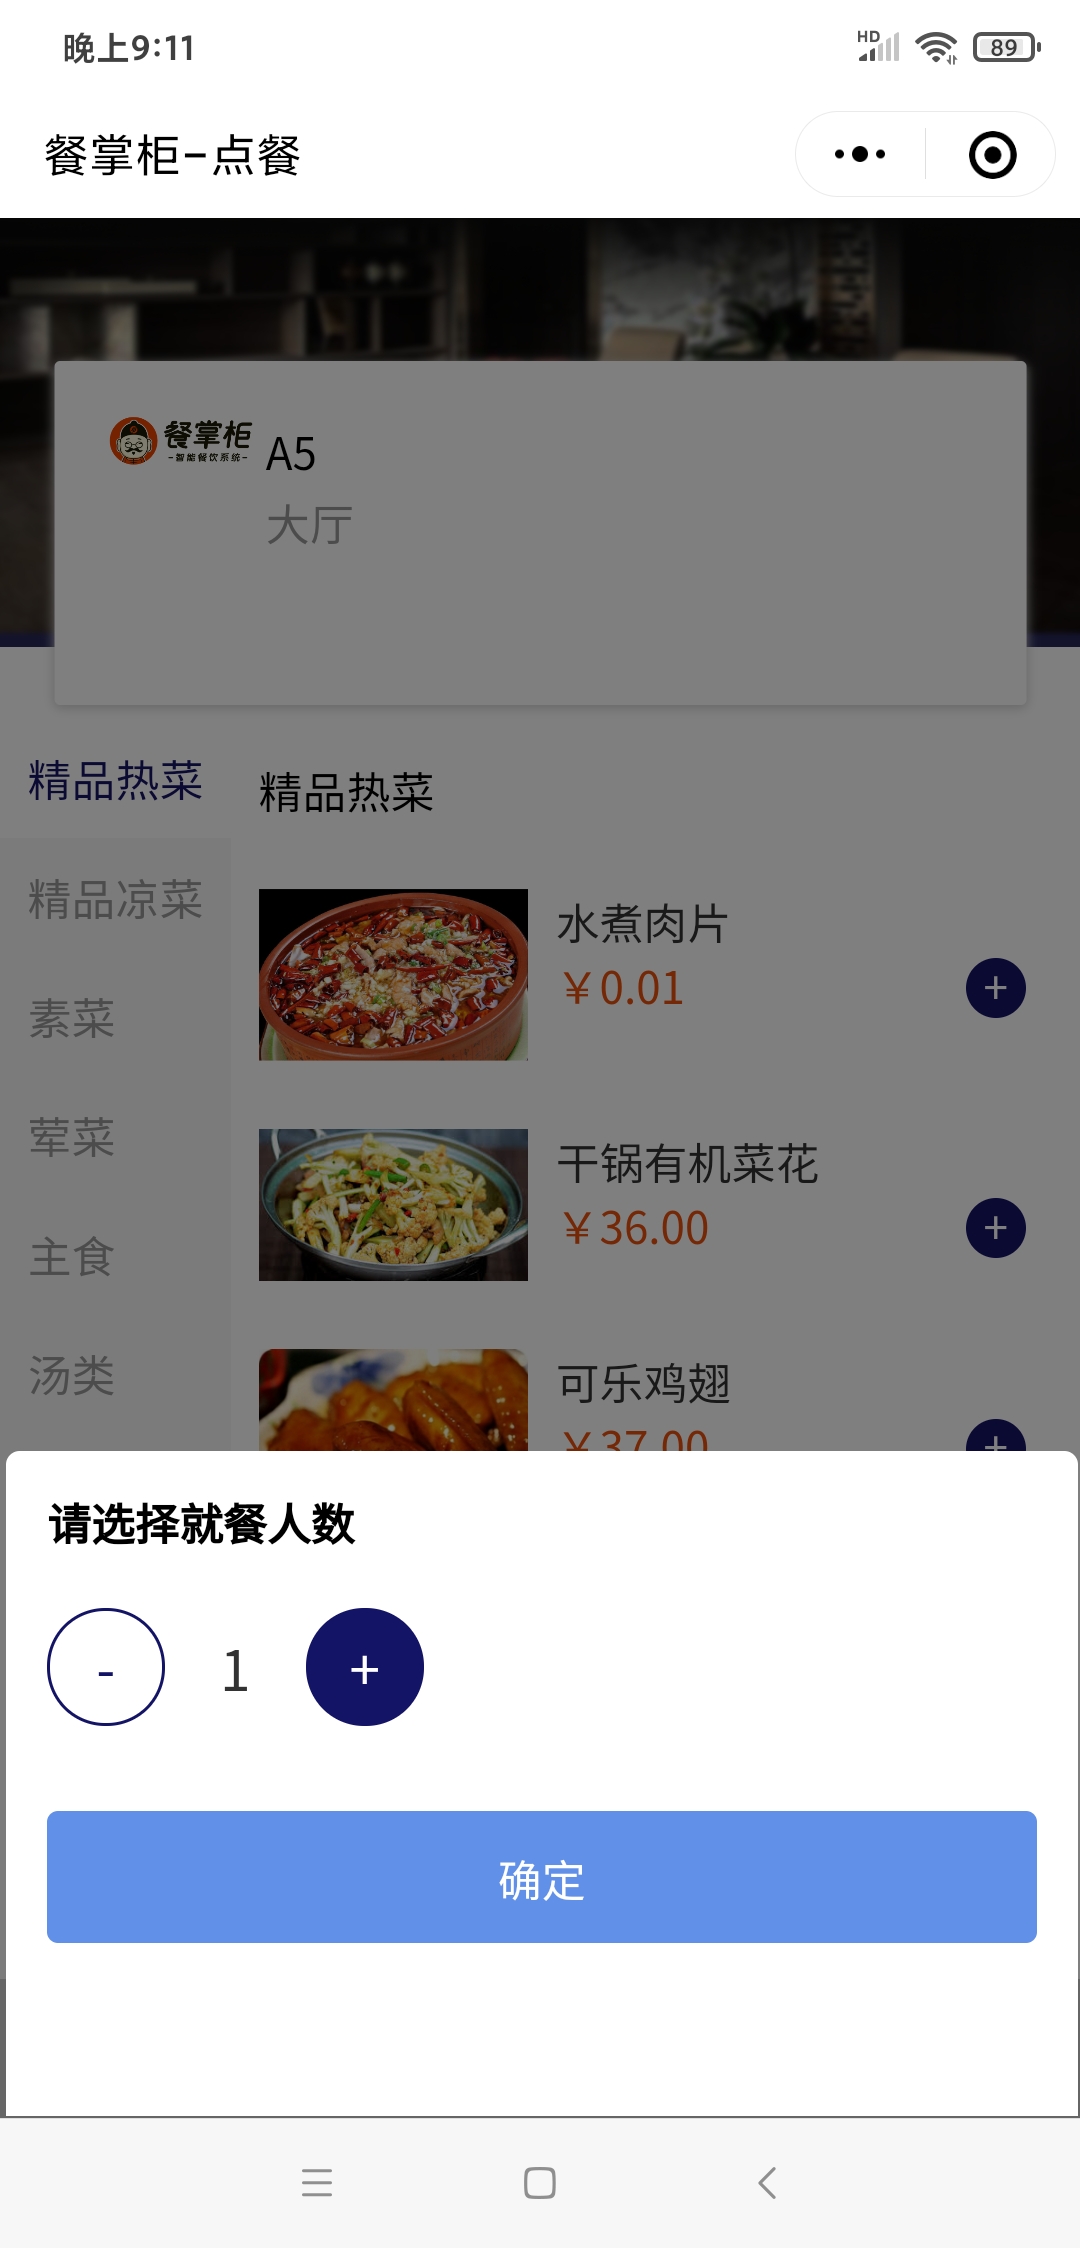 晚上9:11
HD
89
餐掌柜-点餐
餐掌柜
-智能餐饮系统-
A5
大厅
精品热菜
精品凉菜
素菜
荤菜
主食
汤类
精品热菜
水煮肉片
￥0.01
+
干锅有机菜花
￥36.00
+
可乐鸡翅
￥37.00
+
请选择就餐人数
- 1 +
确定